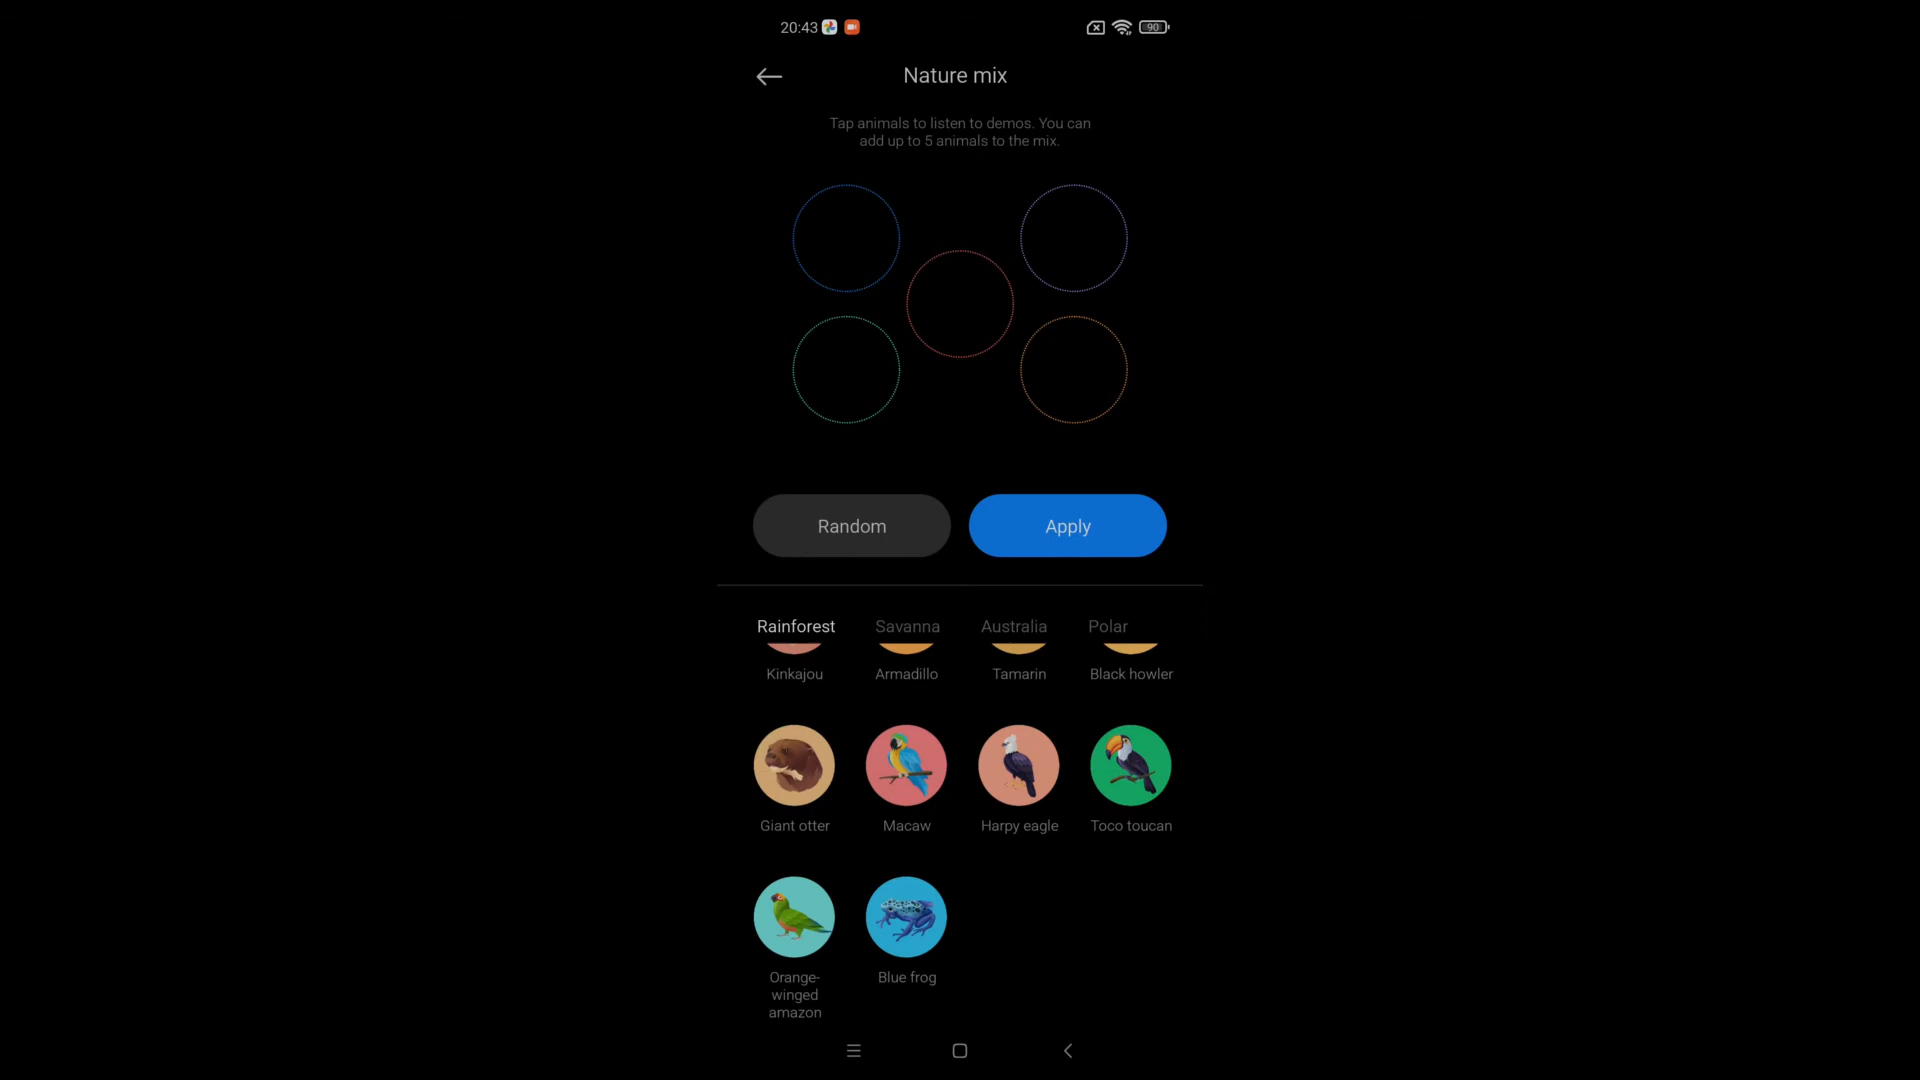 20:43
90
Nature mix
Tap animals to listen to demos. You can
add up to 5 animals to the mix.
Random
Apply
Rainforest
Savanna
Australia
Polar
Kinkajou
Armadillo
Tamarin
Black howler
Giant otter
Macaw
Harpy eagle
Toco toucan
Orange-
winged
amazon
Blue frog